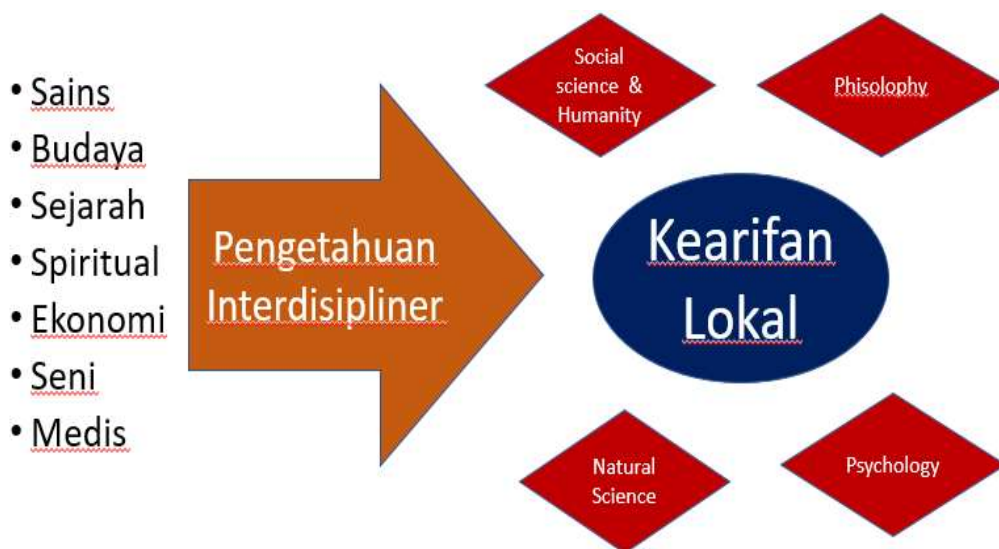 • Sains
• Budaya
• Sejarah
• Spiritual
• Ekonomi
• Seni
• Medis
Pengetahuan
Interdisipliner
Social
science &
Humanity
Phisolophy
Kearifan
Lokal
Natural
Science
Psychology